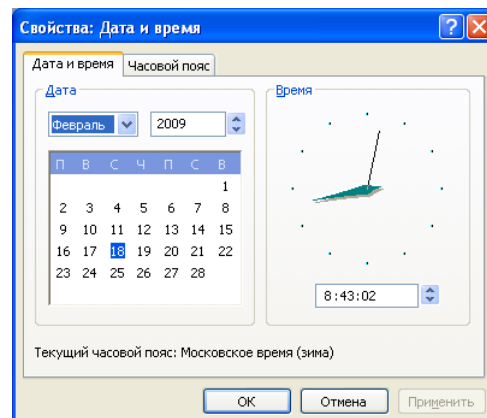 Свойства: Дата и время
Дата и время Часовой пояс
Дата
Февраль 2009
П В С Ч П С В
1
2 3 4 5 6 7 8
9 10 11 12 13 14 15
16 17 18 19 20 21 22
23 24 25 26 27 28
Время
8:43:02
Текущий часовой пояс: Московское время (зима)
ОК Отмена Применить